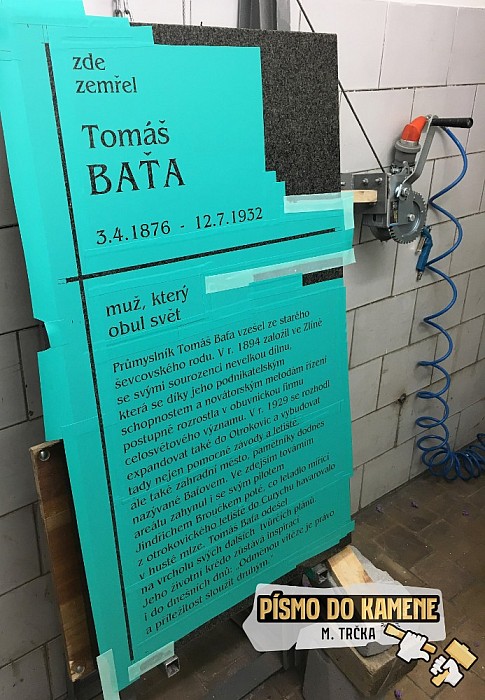 zde
zemřel
Tomáš
BAŤA
3.4.1876 - 12.7.1932
muž, který
obul svět
Průmyslník Tomáš Baťa vzešel ze starého
ševcovského rodu. V r. 1894 založil ve Zlíně
se svými sourozenci nevelkou dílnu,
která se díky jeho podnikatelským
schopnostem a novátorským metodám řízení
postupně rozrostla v obuvnickou firmu
celosvětového významu. V r. 1929 se rozhodl
expandovat také do Otrokovic a vybudovat
tady nejen pomocné závody a letiště,
ale také zahradní město, pamětníky dodnes
nazývané Baťovem. Ve zdejším továrním
areálu zahynul i se svým pilotem
Jindřichem Broučkem poté, co letadlo mířící
z otrokovického letiště do Curychu havarovalo
v husté mlze. Tomáš Baťa odešel
na vrcholu svých dalších tvůrčích plánů.
Jeho životní krédo zůstává inspirací
i do dnešních dnů: „Odměnou vítěze je právo
a příležitost sloužit druhým."
PÍSMO DO KAMENE
M. TRČKA